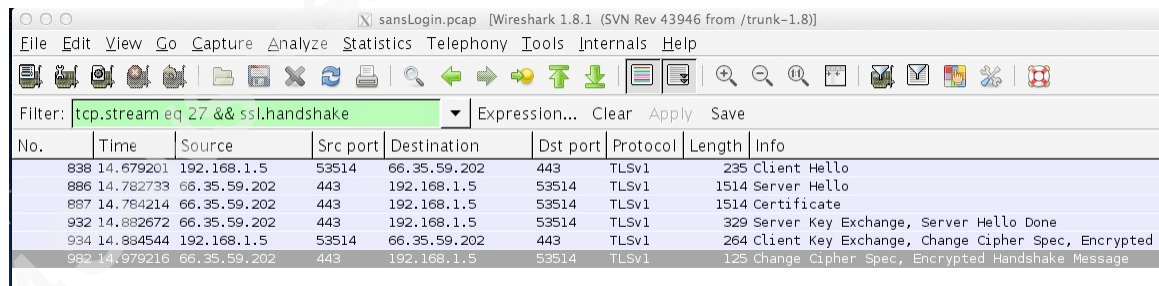 sansLogin.pcap [Wireshark 1.8.1 (SVN Rev 43946 from /trunk-1.8)]
File Edit View Go Capture Analyze Statistics Telephony Tools Internals Help
Filter: tcp.stream eq 27 && ssl.handshake Expression... Clear Apply Save
No. Time Source Src port Destination Dst port Protocol Length Info
838 14.679201 192.168.1.5 53514 66.35.59.202 443 TLSv1 235 Client Hello
886 14.782733 66.35.59.202 443 192.168.1.5 53514 TLSv1 1514 Server Hello
887 14.784214 66.35.59.202 443 192.168.1.5 53514 TLSv1 1514 Certificate
932 14.882672 66.35.59.202 443 192.168.1.5 53514 TLSv1 329 Server Key Exchange, Server Hello Done
934 14.884544 192.168.1.5 53514 66.35.59.202 443 TLSv1 264 Client Key Exchange, Change Cipher Spec, Encrypted
982 14.979216 66.35.59.202 443 192.168.1.5 53514 TLSv1 125 Change Cipher Spec, Encrypted Handshake Message